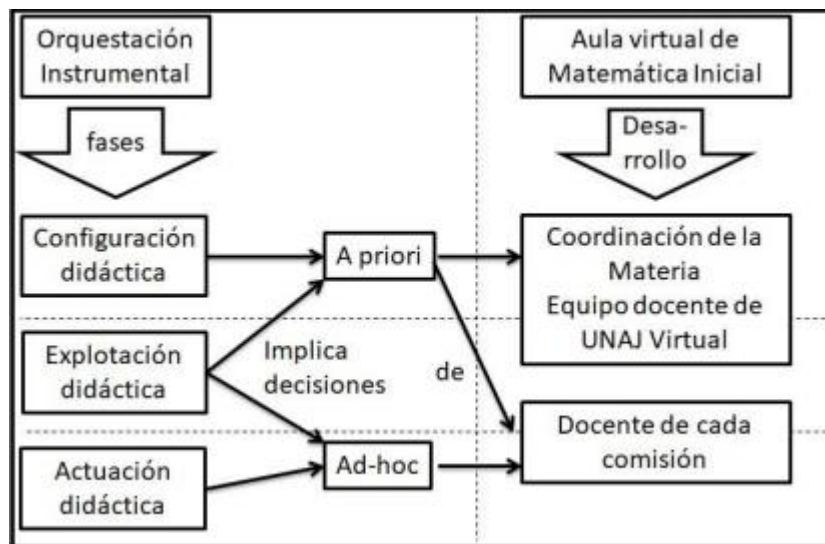 Orquestación
Instrumental
Aula virtual de
Matemática Inicial
fases
Desa-
rrollo
Configuración
didáctica
A priori
Coordinación de la
Materia
Equipo docente de
UNAJ Virtual
Explotación
didáctica
Implica
decisiones de
Docente de cada
comisión
Actuación
didáctica
Ad-hoc